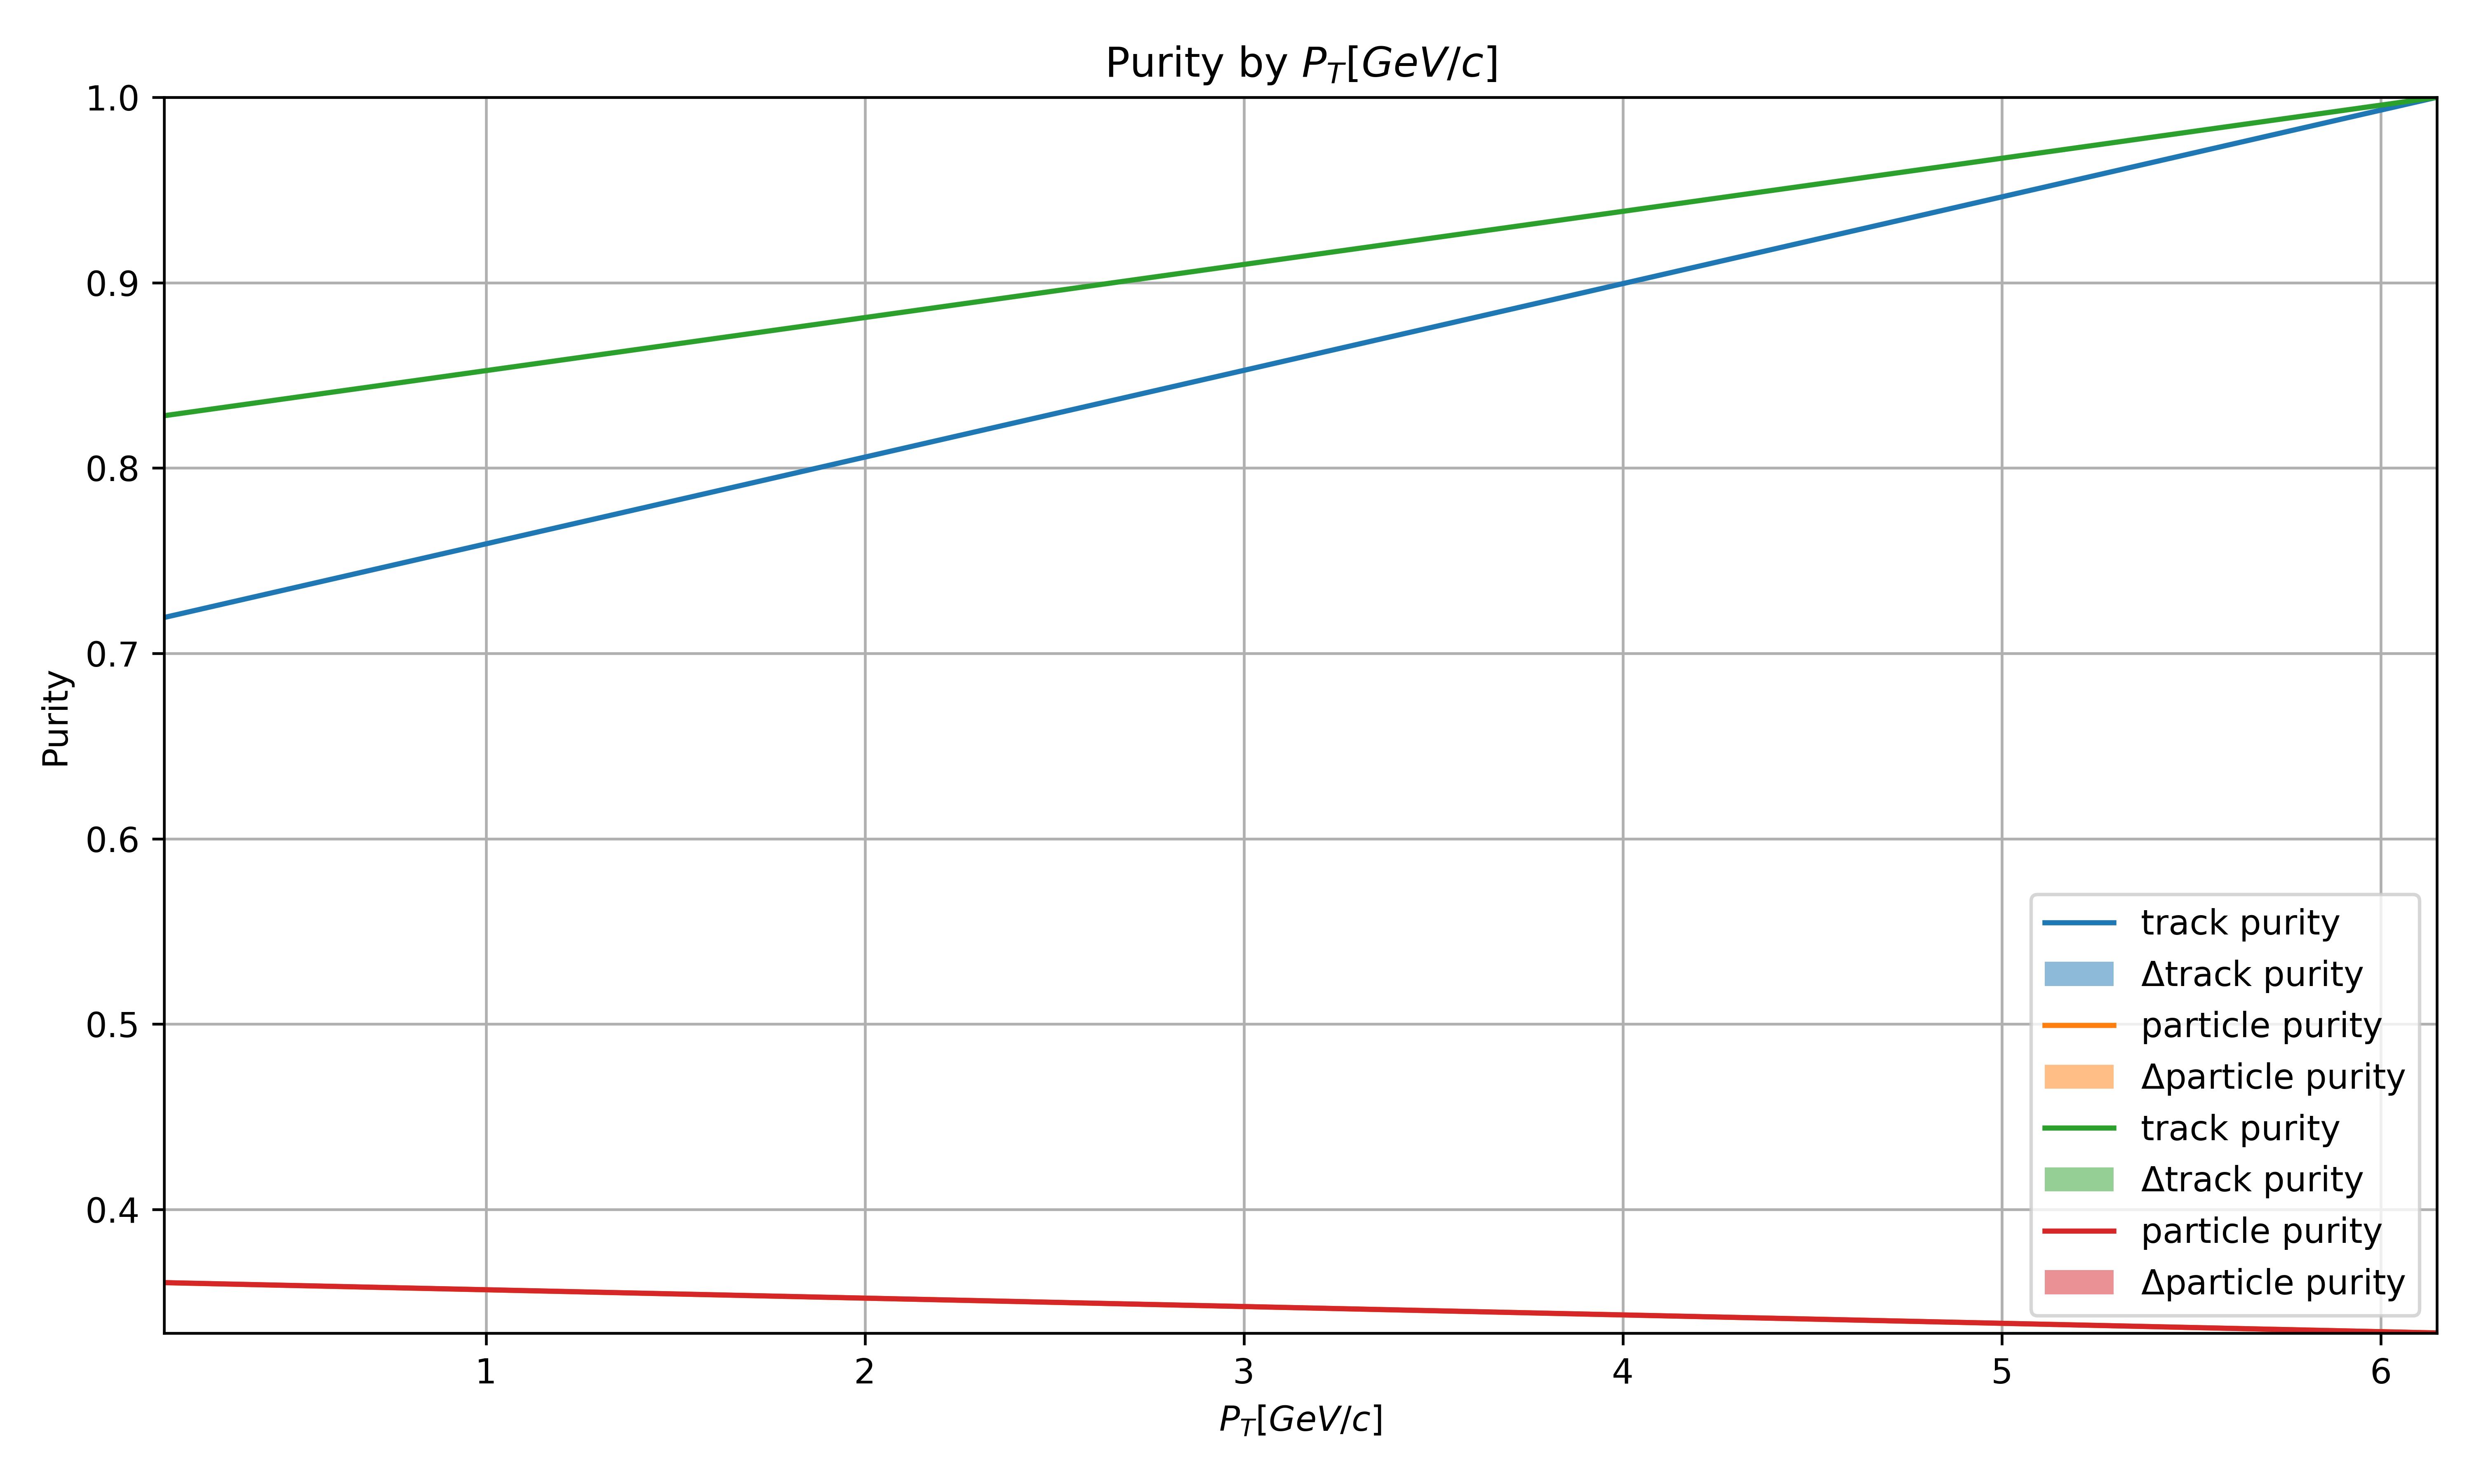 Purity by P_T[GeV/c]
1.0
0.9
0.8
0.7
0.6
0.5
0.4
Purity
track purity
Δtrack purity
particle purity
Δparticle purity
track purity
Δtrack purity
particle purity
Δparticle purity
1 2 3 4 5 6
P_T[GeV/c]